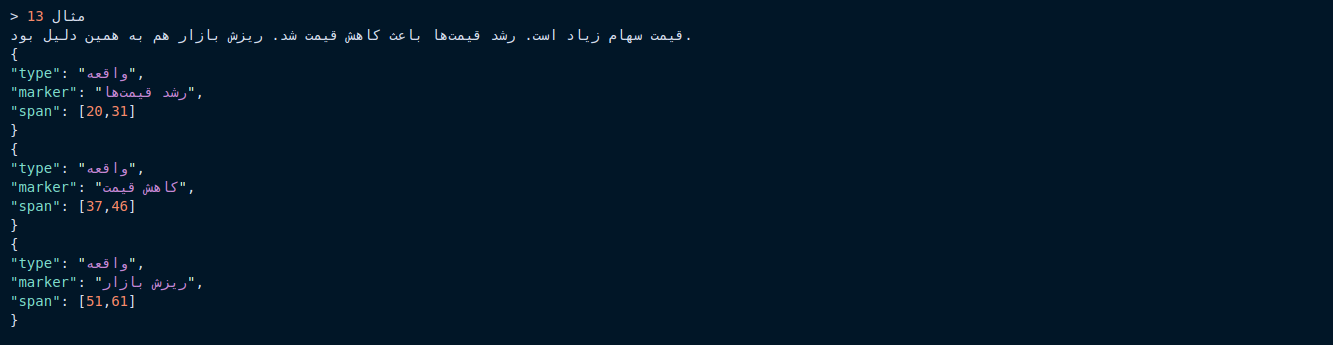 > مثال 13
قیمت سهام زیاد است. رشد قیمت‌ها باعث کاهش قیمت شد. ریزش بازار هم به همین دلیل بود.
{
"type": "واقعه",
"marker": "رشد قیمت‌ها",
"span": [20,31]
}
{
"type": "واقعه",
"marker": "کاهش قیمت",
"span": [37,46]
}
{
"type": "واقعه",
"marker": "ریزش بازار",
"span": [51,61]
}